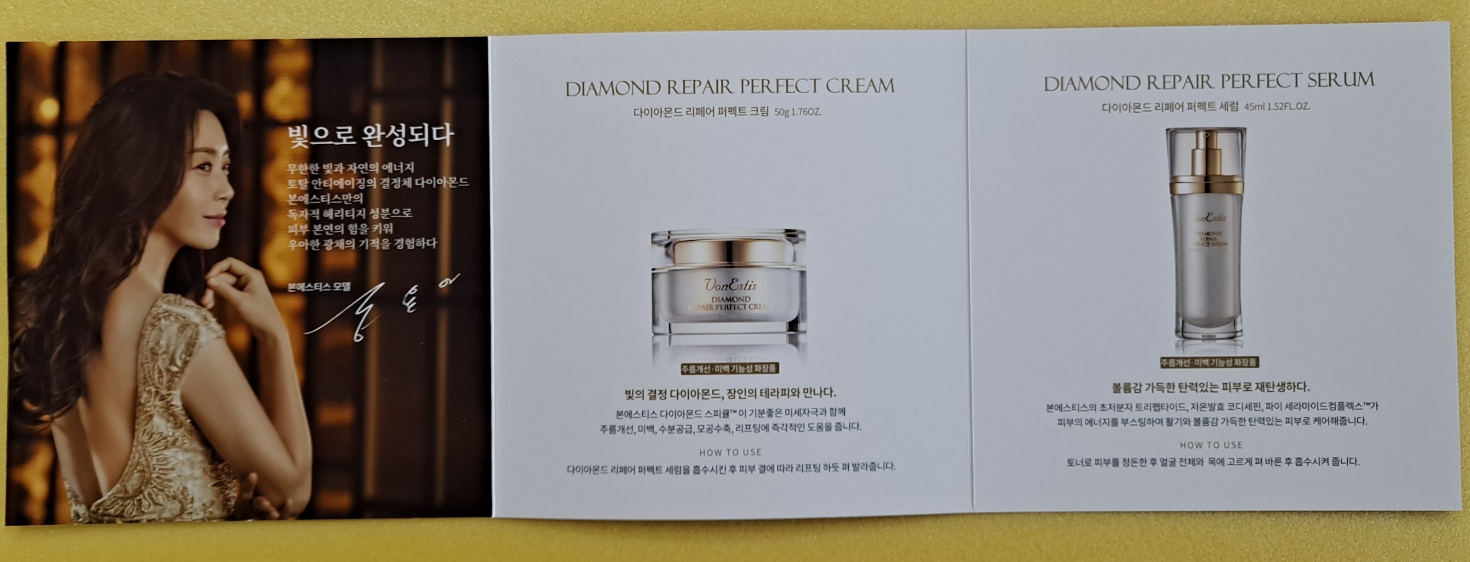 빛으로 완성되다
무한한 빛과 자연의 에너지
토탈 안티에이징의 결정체 다이아몬드
본에스티스만의
독자적 헤리티지 성분으로
피부 본연의 힘을 키워
우아한 광채의 기적을 경험하다
본에스티스 모델
송윤아
DIAMOND REPAIR PERFECT CREAM
다이아몬드 리페어 퍼펙트 크림 50g 1.76OZ.
VonEstis
DIAMOND
REPAIR PERFECT CREAM
주름개선·미백 기능성 화장품
빛의 결정 다이아몬드, 장인의 테라피와 만나다.
본에스티스 다이아몬드 스피큘™이 기분좋은 미세자극과 함께
주름개선, 미백, 수분공급, 모공수축, 리프팅에 즉각적인 도움을 줍니다.
HOW TO USE
다이아몬드 리페어 퍼펙트 세럼을 흡수시킨 후 피부 결에 따라 리프팅 하듯 펴 발라줍니다.
DIAMOND REPAIR PERFECT SERUM
다이아몬드 리페어 퍼펙트 세럼 45ml 1.52FL.OZ.
VonEstis
DIAMOND
REPAIR
PERFECT SERUM
주름개선·미백 기능성 화장품
볼륨감 가득한 탄력있는 피부로 재탄생하다.
본에스티스의 초저분자 트리펩타이드, 저온발효 코디세핀, 파이 세라마이드컴플렉스™가
피부의 에너지를 부스팅하여 활기와 볼륨감 가득한 탄력있는 피부로 케어해줍니다.
HOW TO USE
토너로 피부를 정돈한 후 얼굴 전체와 목에 고르게 펴 바른 후 흡수시켜 줍니다.